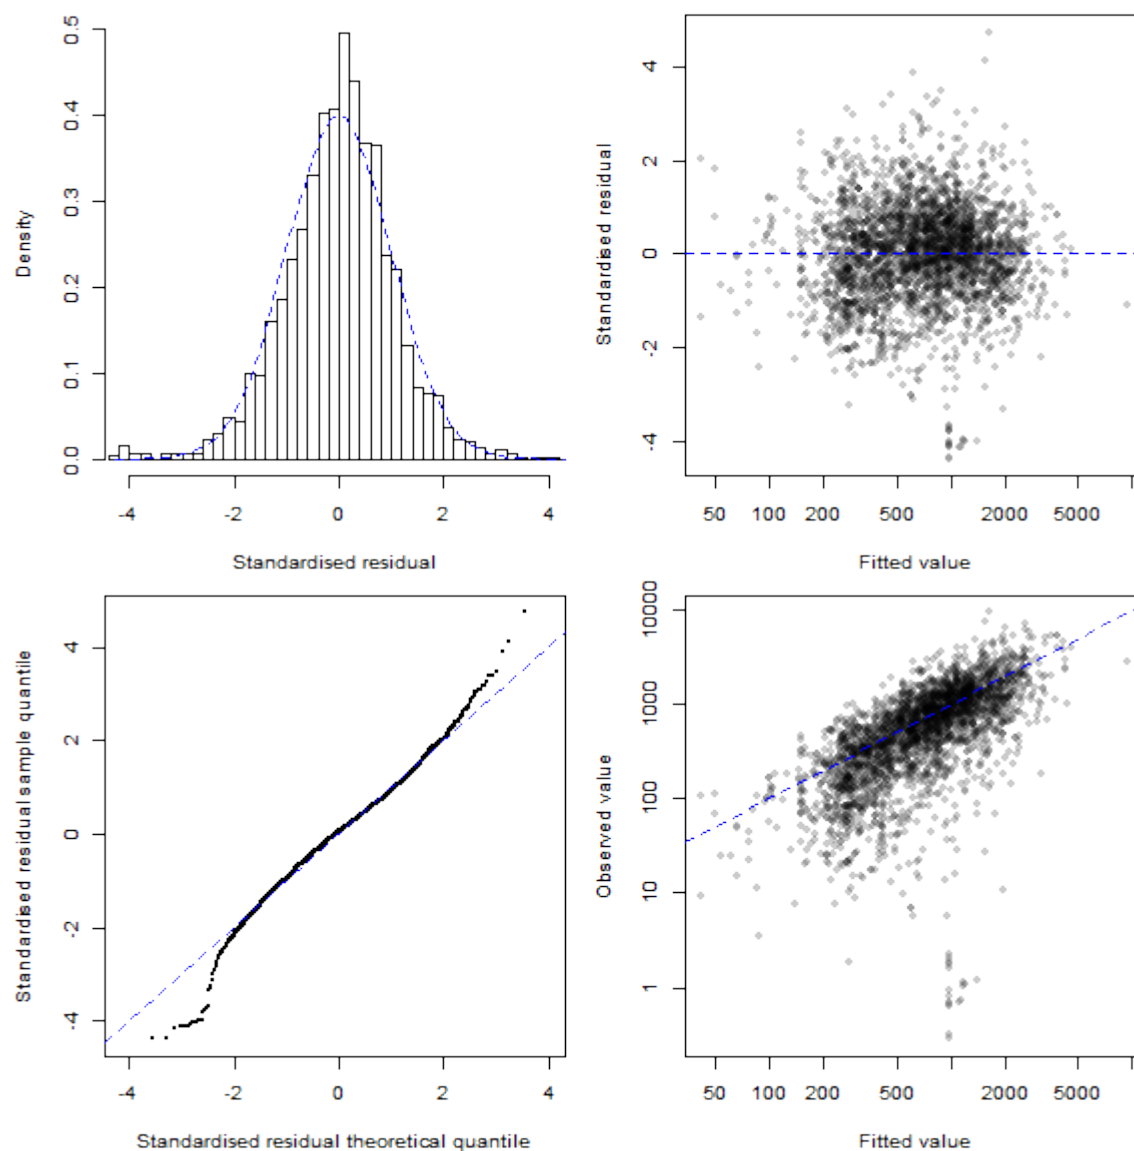 0.5
0.4
0.3
0.2
0.1
0.0
Density
-4 -2 0 2 4
Standardised residual
4
2
0
-2
-4
Standardised residual
50 100 200 500 2000 5000
Fitted value
4
2
0
-2
-4
Standardised residual sample quantile
-4 -2 0 2 4
Standardised residual theoretical quantile
10000
1000
100
10
1
Observed value
50 100 200 500 2000 5000
Fitted value